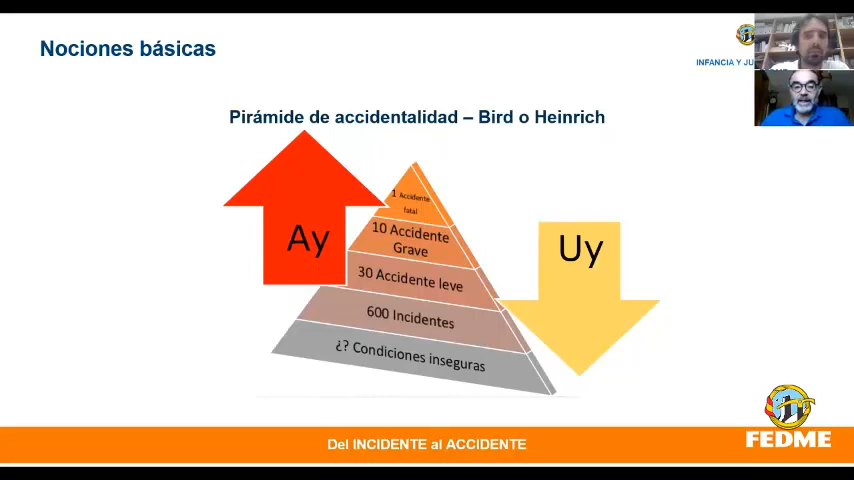 Nociones básicas
INFANCIA Y JU
Pirámide de accidentalidad – Bird o Heinrich
Ay
Uy
1 Accidente
fatal
10 Accidente
Grave
30 Accidente leve
600 Incidentes
¿? Condiciones inseguras
FEDME
Del INCIDENTE al ACCIDENTE